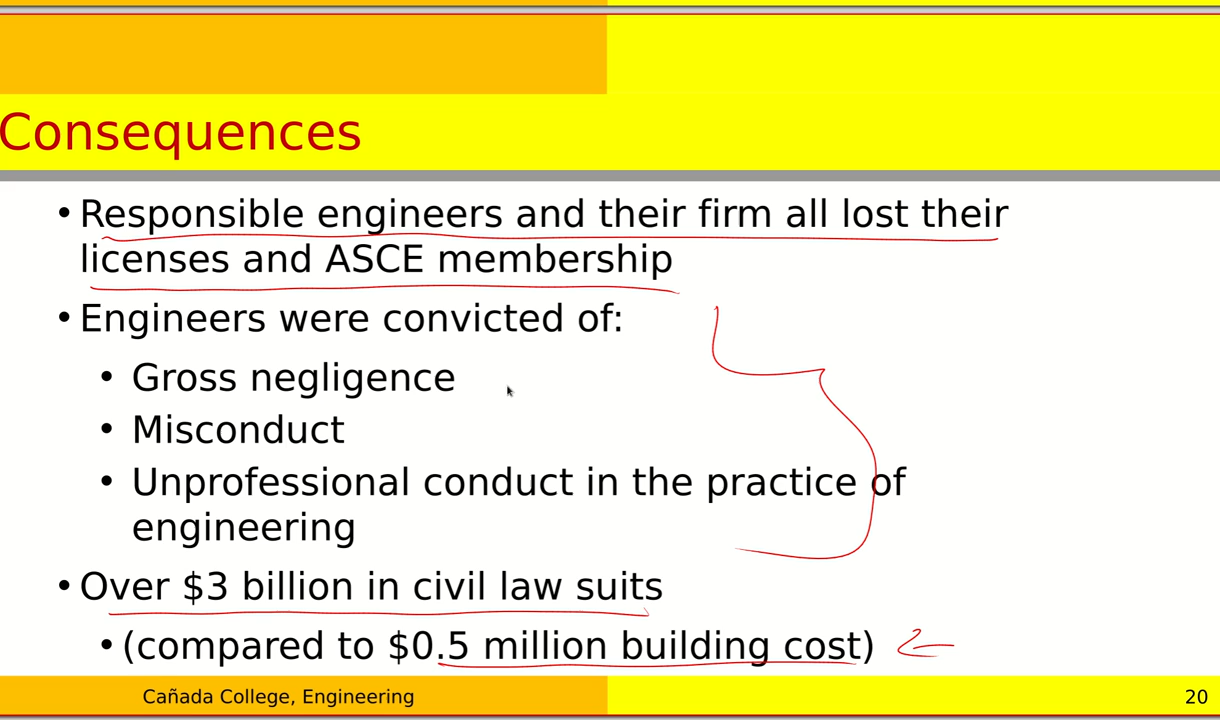 Consequences
• Responsible engineers and their firm all lost their
licenses and ASCE membership
• Engineers were convicted of:
• Gross negligence
• Misconduct
• Unprofessional conduct in the practice of
engineering
• Over $3 billion in civil law suits
• (compared to $0.5 million building cost)
Cañada College, Engineering
20